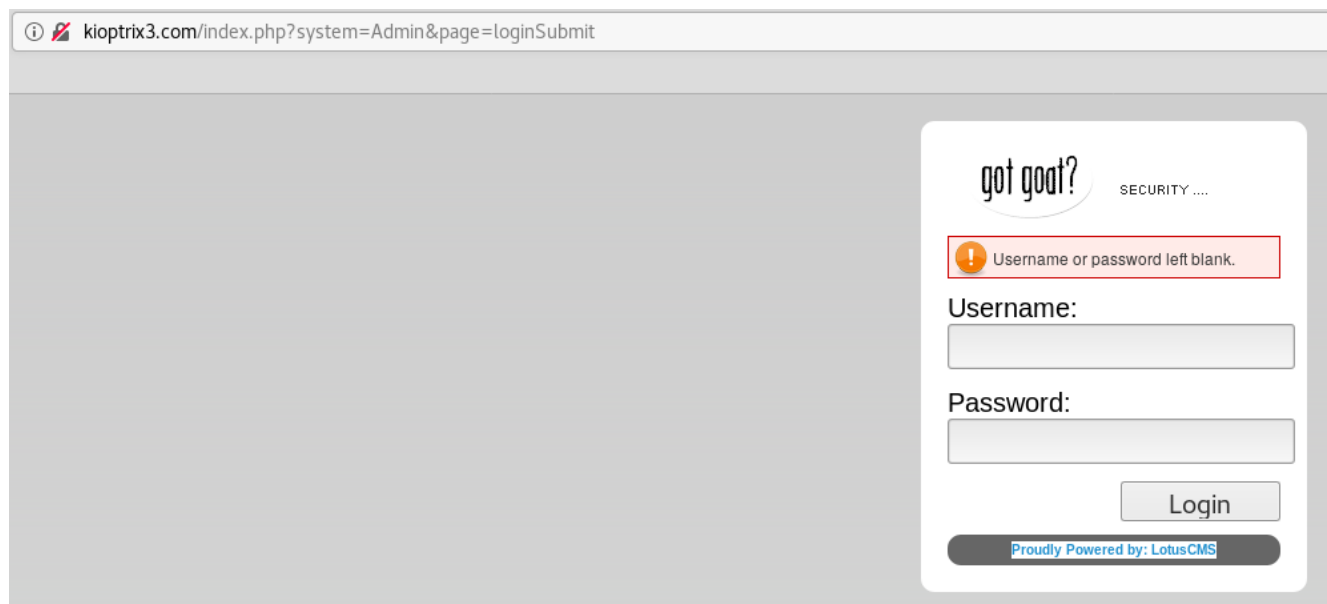 kioptrix3.com/index.php?system=Admin&page=loginSubmit
got goat? SECURITY ....
Username or password left blank.
Username:
Password:
Login
Proudly Powered by: LotusCMS